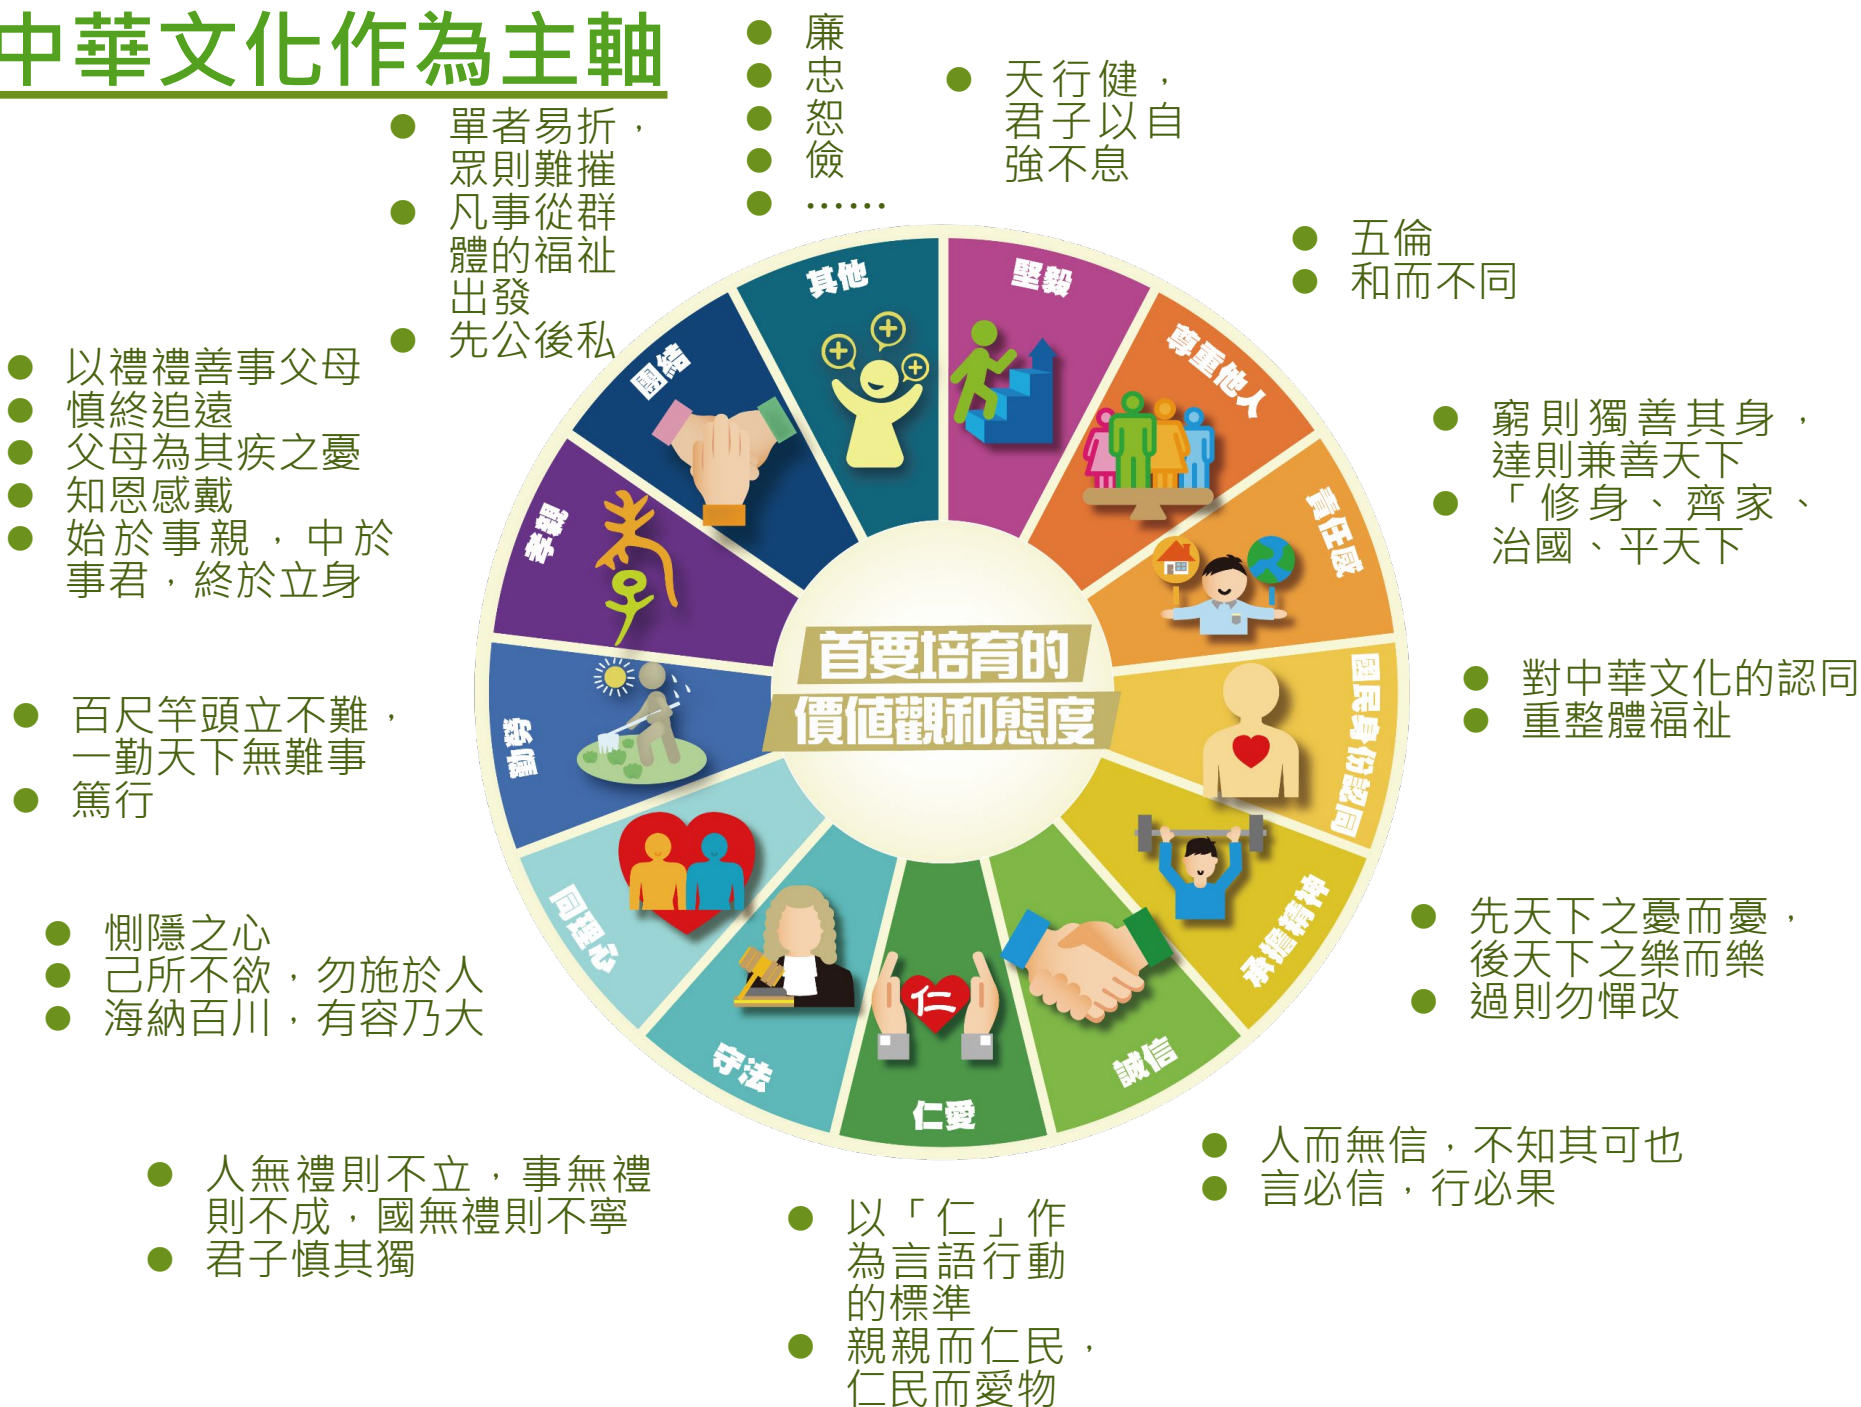 中華文化作為主軸
廉
忠
恕
儉
……
天行健，
君子以自
強不息
單者易折，
眾則難摧
凡事從群
體的福祉
出發
先公後私
五倫
和而不同
以禮禮善事父母
慎終追遠
父母為其疾之憂
知恩感戴
始於事親，中於
事君，終於立身
窮則獨善其身，
達則兼善天下
「修身、齊家、
治國、平天下
百尺竿頭立不難，
一勤天下無難事
篤行
對中華文化的認同
重整體福祉
惻隱之心
己所不欲，勿施於人
海納百川，有容乃大
先天下之憂而憂，
後天下之樂而樂
過則勿憚改
人無禮則不立，事無禮
則不成，國無禮則不寧
君子慎其獨
以「仁」作
為言語行動
的標準
親親而仁民，
仁民而愛物
人而無信，不知其可也
言必信，行必果
首要培育的
價值觀和態度
堅毅
尊重他人
責任感
國民身份認同
承擔精神
誠信
仁愛
仁
守法
同理心
勤勞
孝親
團結
其他